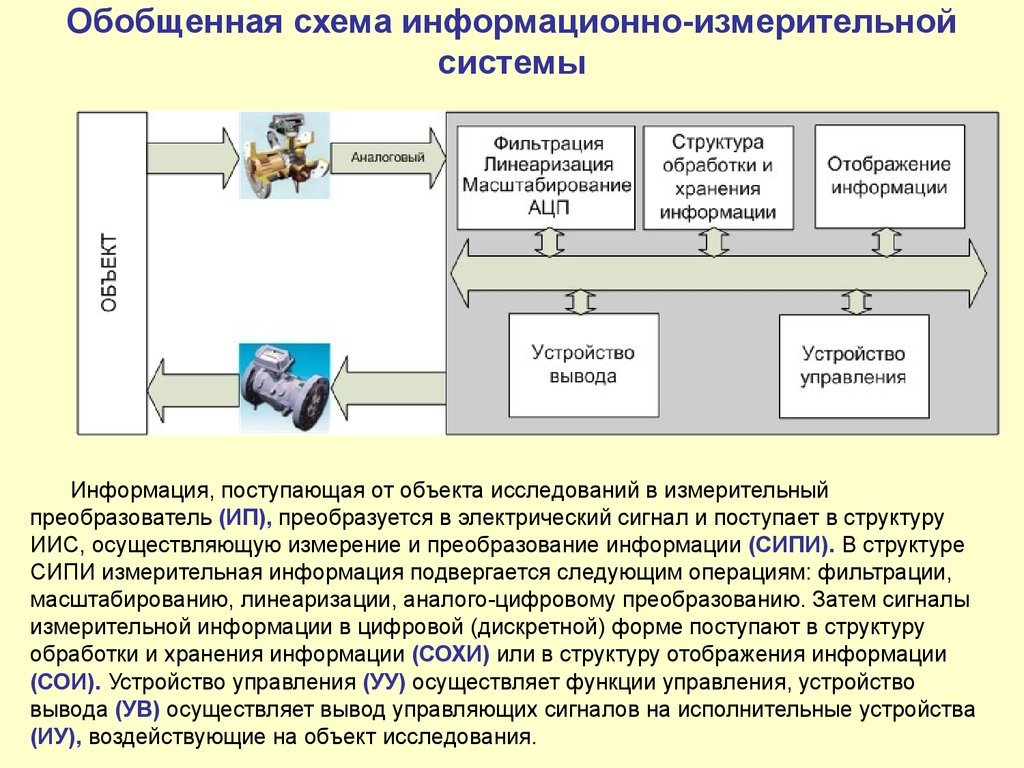 Обобщенная схема информационно-измерительной
системы
ОБЪЕКТ
Аналоговый
Фильтрация
Линеаризация
Масштабирование
АЦП
Структура
обработки и
хранения
информации
Отображение
информации
Устройство
вывода
Устройство
управления
Информация, поступающая от объекта исследований в измерительный
преобразователь (ИП), преобразуется в электрический сигнал и поступает в структуру
ИИС, осуществляющую измерение и преобразование информации (СИПИ). В структуре
СИПИ измерительная информация подвергается следующим операциям: фильтрации,
масштабированию, линеаризации, аналого-цифровому преобразованию. Затем сигналы
измерительной информации в цифровой (дискретной) форме поступают в структуру
обработки и хранения информации (СОХИ) или в структуру отображения информации
(СОИ). Устройство управления (УУ) осуществляет функции управления, устройство
вывода (УВ) осуществляет вывод управляющих сигналов на исполнительные устройства
(ИУ), воздействующие на объект исследования.